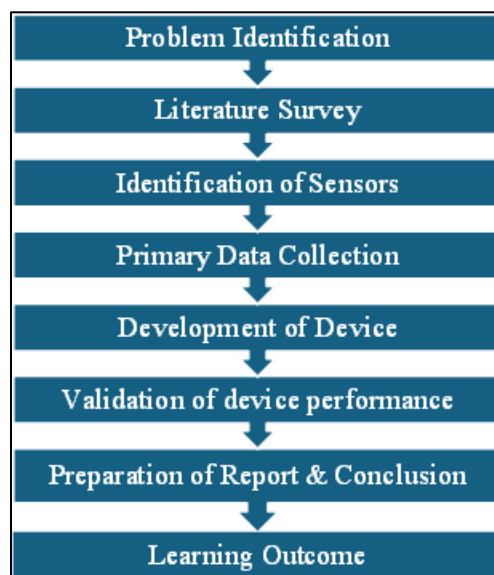 Problem Identification
Literature Survey
Identification of Sensors
Primary Data Collection
Development of Device
Validation of device performance
Preparation of Report & Conclusion
Learning Outcome